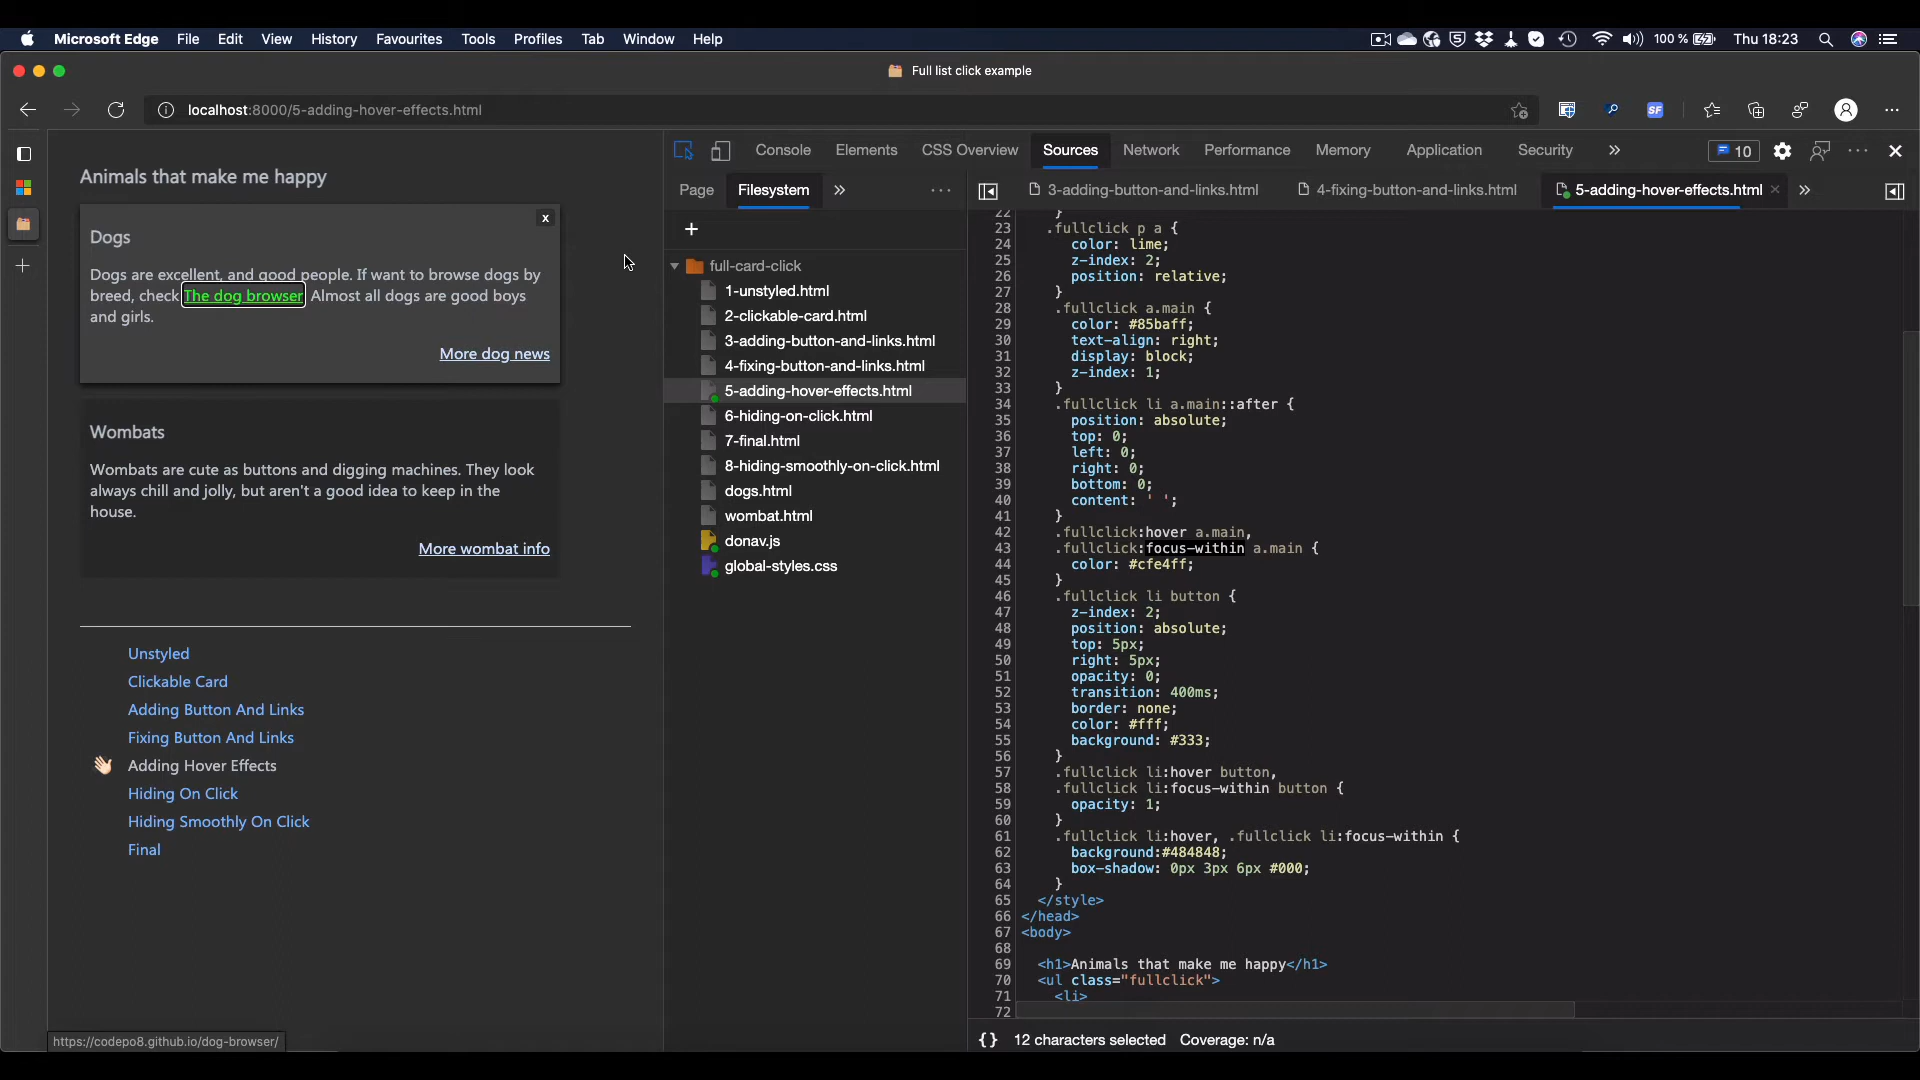 Microsoft Edge File Edit View History Favourites Tools Profiles Tab Window Help 100 % Thu 18:23
Full list click example
localhost:8000/5-adding-hover-effects.html
SF
Animals that make me happy
x
Dogs
Dogs are excellent, and good people. If want to browse dogs by
breed, check The dog browser Almost all dogs are good boys
and girls.
More dog news
Wombats
Wombats are cute as buttons and digging machines. They look
always chill and jolly, but aren't a good idea to keep in the
house.
More wombat info
Unstyled
Clickable Card
Adding Button And Links
Fixing Button And Links
Adding Hover Effects
Hiding On Click
Hiding Smoothly On Click
Final
https://codepo8.github.io/dog-browser/
Console Elements CSS Overview Sources Network Performance Memory Application Security 10
Page Filesystem
full-card-click
1-unstyled.html
2-clickable-card.html
3-adding-button-and-links.html
4-fixing-button-and-links.html
5-adding-hover-effects.html
6-hiding-on-click.html
7-final.html
8-hiding-smoothly-on-click.html
dogs.html
wombat.html
donav.js
global-styles.css
3-adding-button-and-links.html 4-fixing-button-and-links.html 5-adding-hover-effects.html
22 }
23 .fullclick p a {
24 color: lime;
25 z-index: 2;
26 position: relative;
27 }
28 .fullclick a.main {
29 color: #85baff;
30 text-align: right;
31 display: block;
32 z-index: 1;
33 }
34 .fullclick li a.main::after {
35 position: absolute;
36 top: 0;
37 left: 0;
38 right: 0;
39 bottom: 0;
40 content: ' ';
41 }
42 .fullclick:hover a.main,
43 .fullclick:focus-within a.main {
44 color: #cfe4ff;
45 }
46 .fullclick li button {
47 z-index: 2;
48 position: absolute;
49 top: 5px;
50 right: 5px;
51 opacity: 0;
52 transition: 400ms;
53 border: none;
54 color: #fff;
55 background: #333;
56 }
57 .fullclick li:hover button,
58 .fullclick li:focus-within button {
59 opacity: 1;
60 }
61 .fullclick li:hover, .fullclick li:focus-within {
62 background:#484848;
63 box-shadow: 0px 3px 6px #000;
64 }
65 </style>
66 </head>
67 <body>
68
69 <h1>Animals that make me happy</h1>
70 <ul class="fullclick">
71 <li>
72
{} 12 characters selected Coverage: n/a